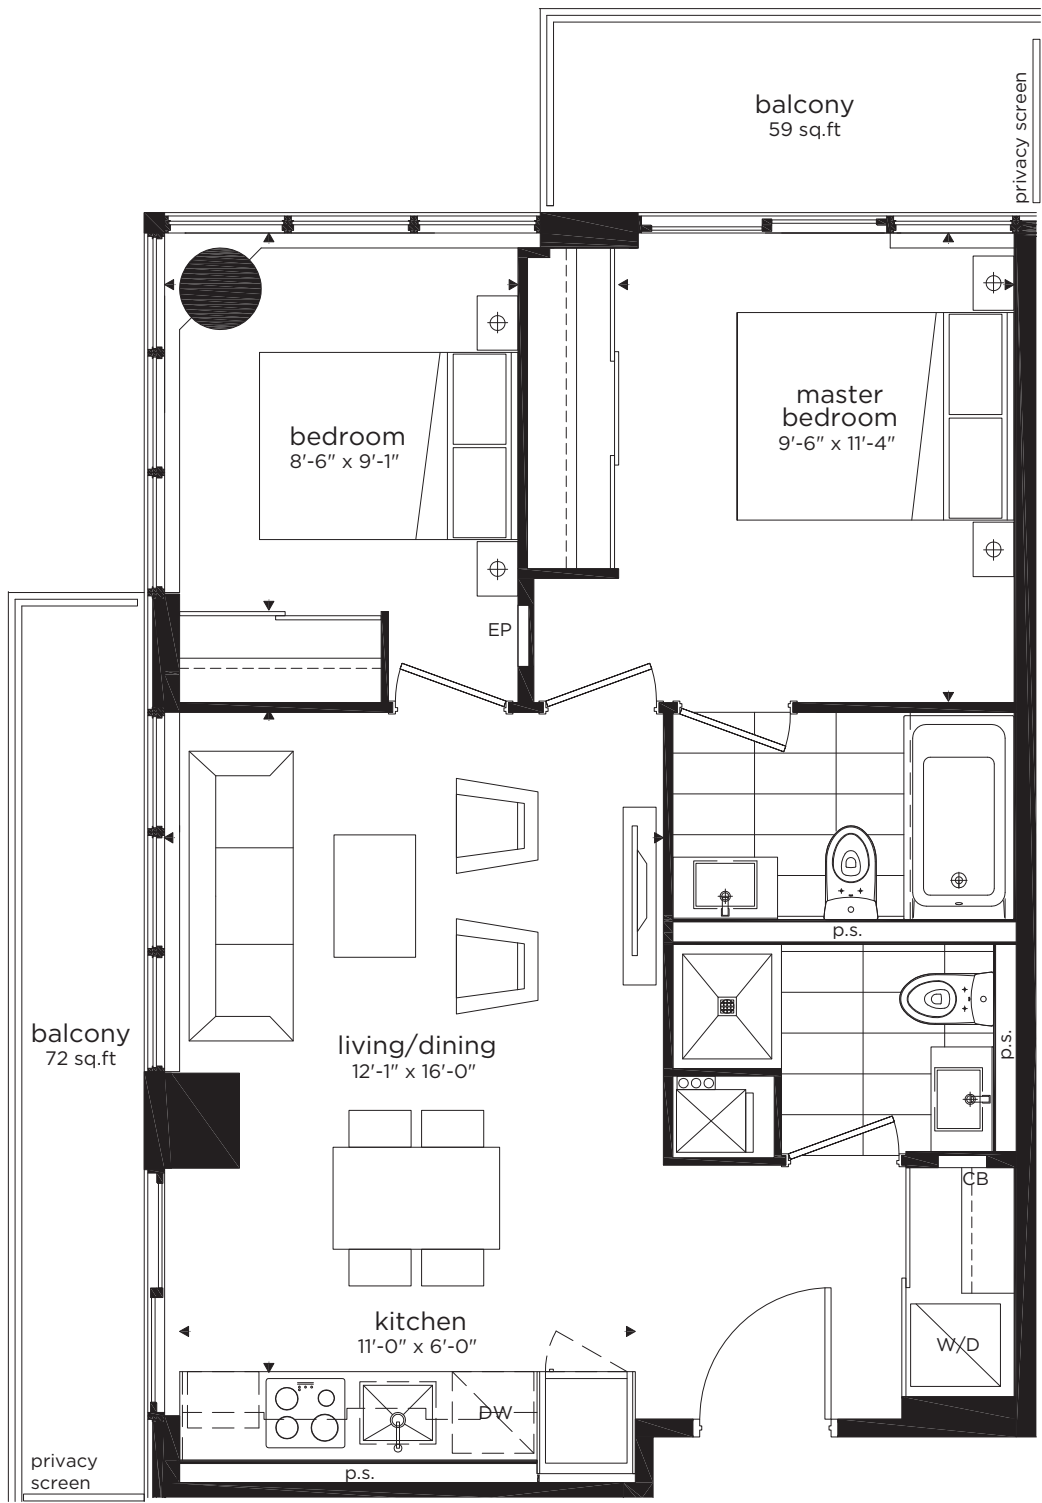 balcony
59 sq.ft
privacy screen
master
bedroom
9'-6" x 11'-4"
bedroom
8'-6" x 9'-1"
EP
p.s.
balcony
72 sq.ft
living/dining
12'-1" x 16'-0"
p.s.
CB
kitchen
11'-0" x 6'-0"
W/D
DW
privacy
screen
p.s.